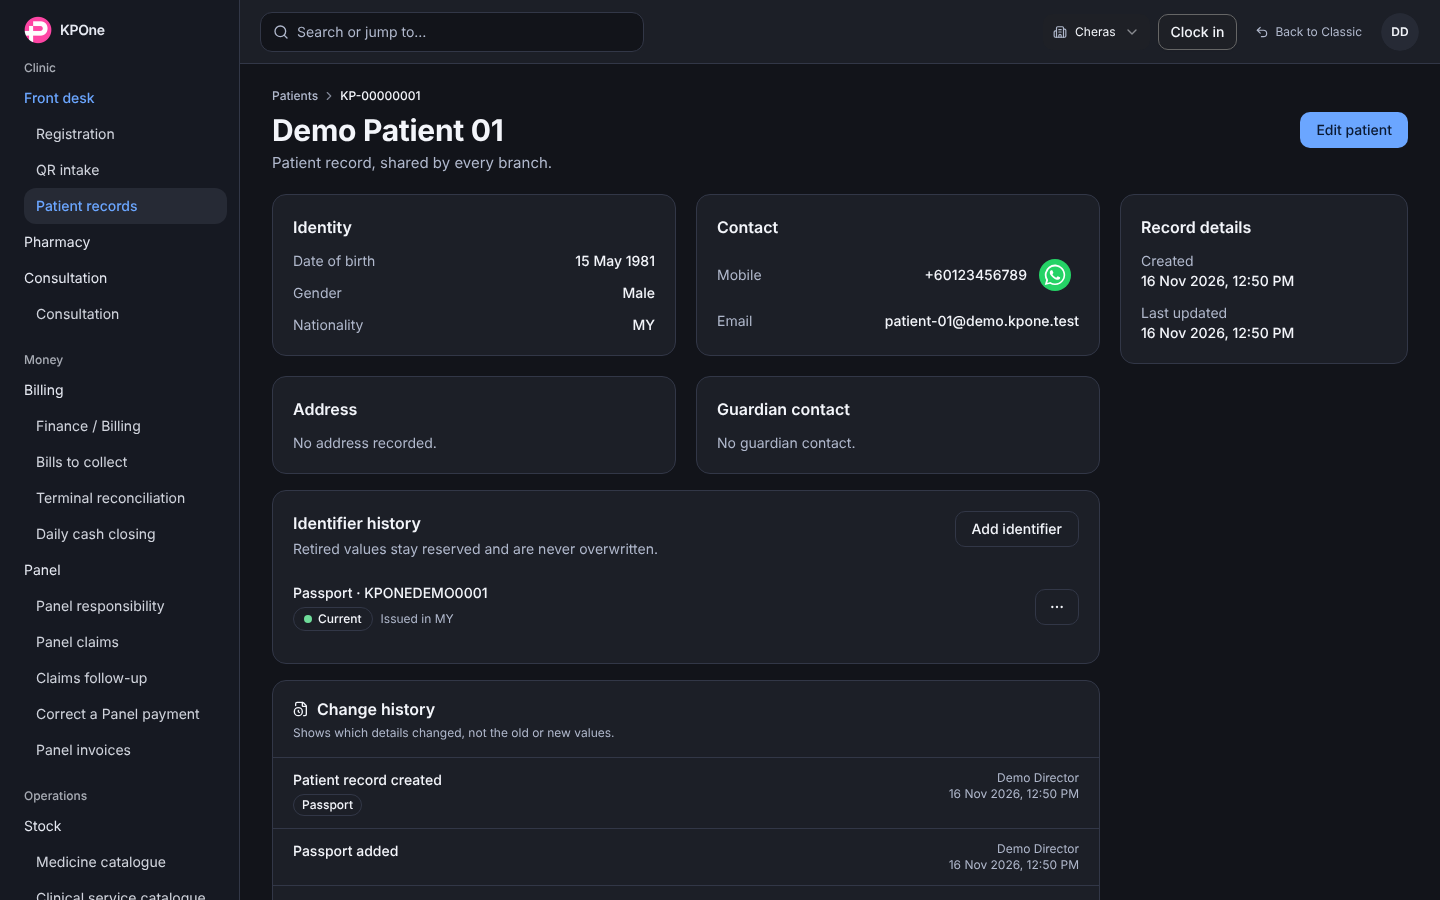 KPOne
Clinic
Front desk
Registration
QR intake
Patient records
Pharmacy
Consultation
Consultation
Money
Billing
Finance / Billing
Bills to collect
Terminal reconciliation
Daily cash closing
Panel
Panel responsibility
Panel claims
Claims follow-up
Correct a Panel payment
Panel invoices
Operations
Stock
Medicine catalogue
Clinical service catalogue
Search or jump to...
Cheras
Clock in
Back to Classic
DD
Patients > KP-00000001
Demo Patient 01
Patient record, shared by every branch.
Edit patient
Identity
Date of birth 15 May 1981
Gender Male
Nationality MY
Contact
Mobile +60123456789
Email patient-01@demo.kpone.test
Record details
Created
16 Nov 2026, 12:50 PM
Last updated
16 Nov 2026, 12:50 PM
Address
No address recorded.
Guardian contact
No guardian contact.
Identifier history
Retired values stay reserved and are never overwritten.
Add identifier
Passport · KPONEDEMO0001
Current Issued in MY
...
Change history
Shows which details changed, not the old or new values.
Patient record created
Passport
Demo Director
16 Nov 2026, 12:50 PM
Passport added
Demo Director
16 Nov 2026, 12:50 PM